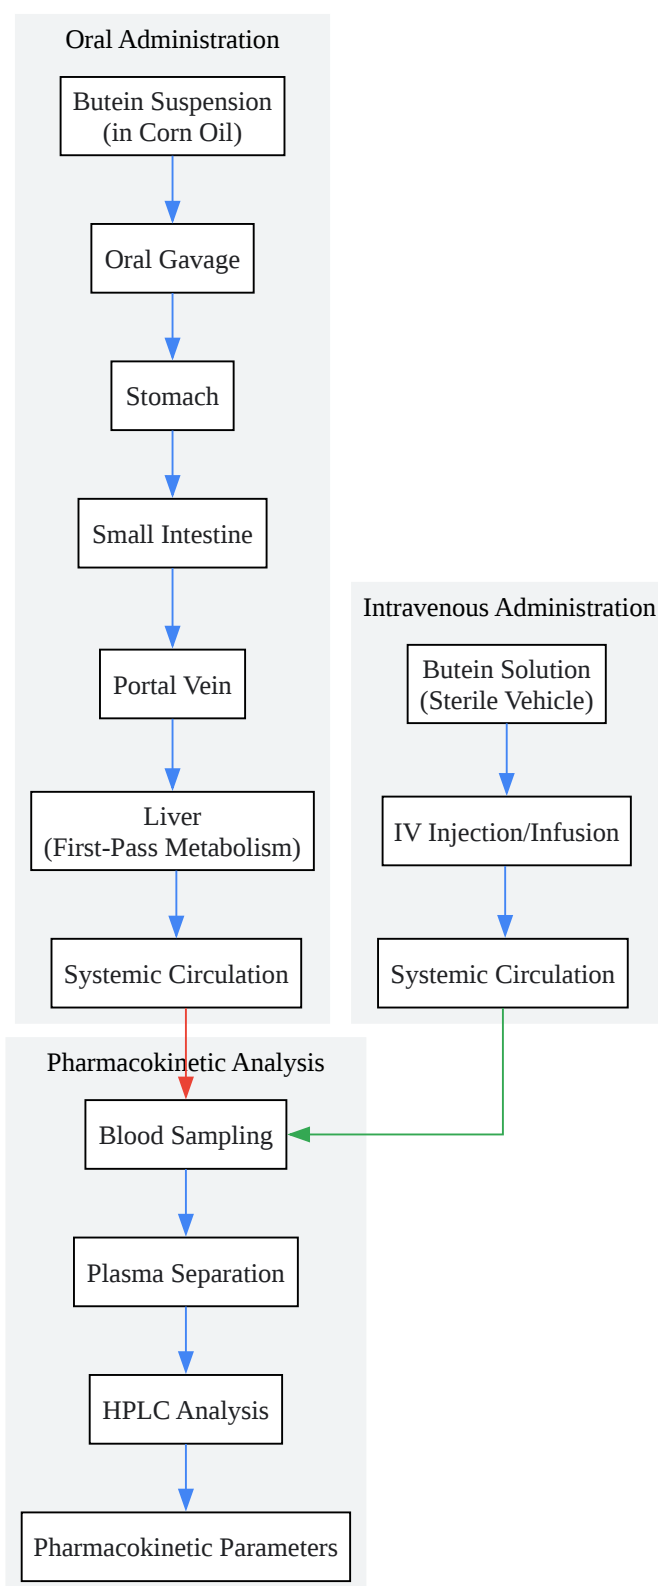 Oral Administration
Butein Suspension
(in Corn Oil)
Oral Gavage
Stomach
Small Intestine
Portal Vein
Liver
(First-Pass Metabolism)
Systemic Circulation
Intravenous Administration
Butein Solution
(Sterile Vehicle)
IV Injection/Infusion
Systemic Circulation
Pharmacokinetic Analysis
Blood Sampling
Plasma Separation
HPLC Analysis
Pharmacokinetic Parameters